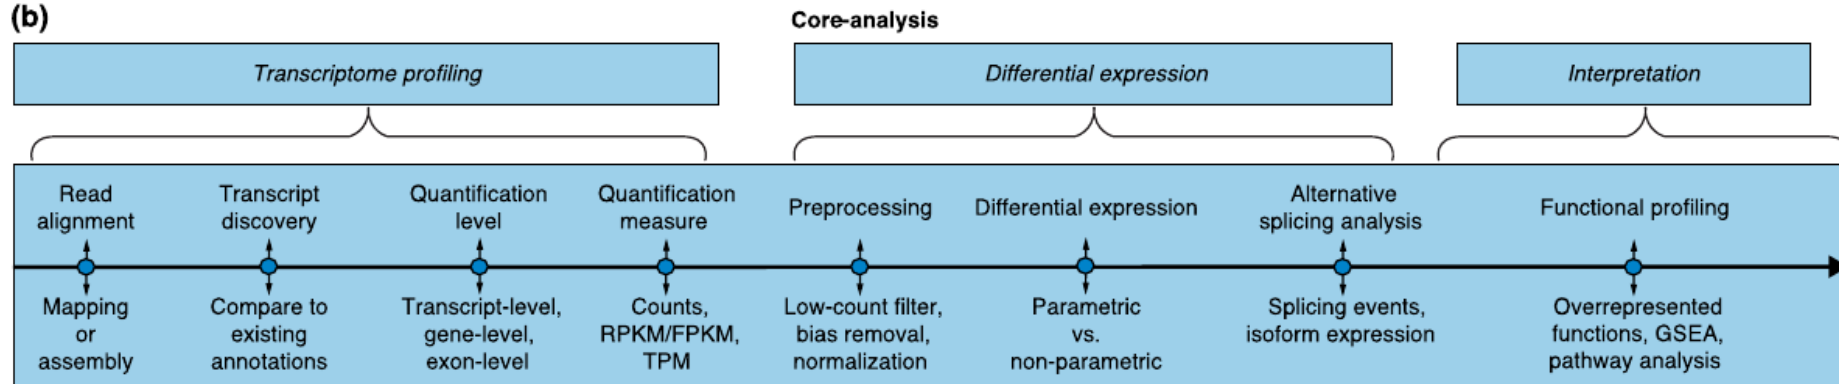 (b)
Core-analysis
Transcriptome profiling
Differential expression
Interpretation
Read
alignment
Transcript
discovery
Quantification
level
Quantification
measure
Preprocessing
Differential expression
Alternative
splicing analysis
Functional profiling
Mapping
or
assembly
Compare to
existing
annotations
Transcript-level,
gene-level,
exon-level
Counts,
RPKM/FPKM,
TPM
Low-count filter,
bias removal,
normalization
Parametric
vs.
non-parametric
Splicing events,
isoform expression
Overrepresented
functions, GSEA,
pathway analysis